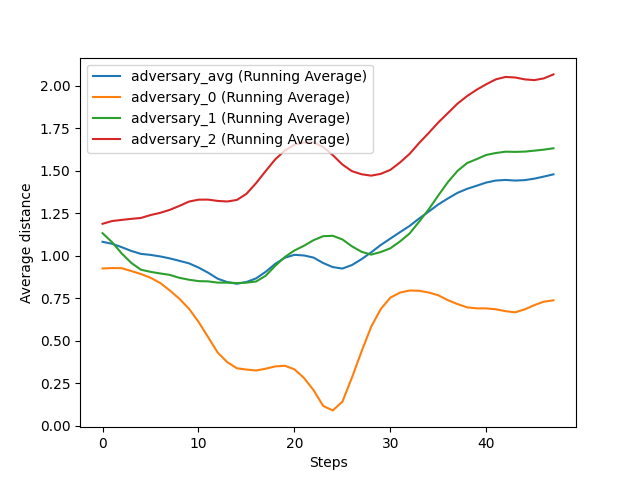 adversary_avg (Running Average)
adversary_0 (Running Average)
adversary_1 (Running Average)
adversary_2 (Running Average)
2.00
1.75
1.50
1.25
1.00
0.75
0.50
0.25
0.00
Average distance
0 10 20 30 40
Steps